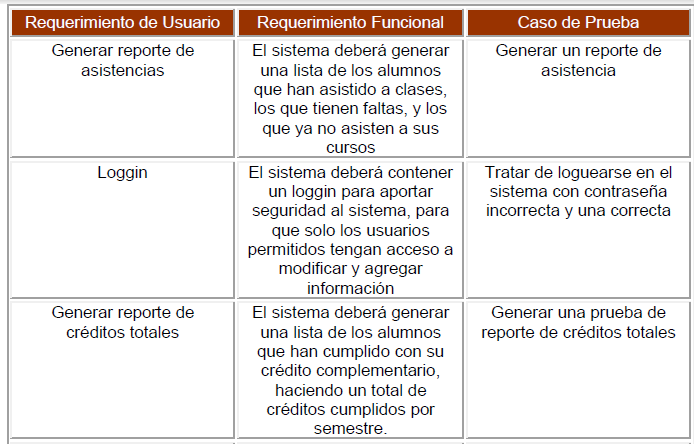 Requerimiento de Usuario
Requerimiento Funcional
Caso de Prueba
Generar reporte de
asistencias
El sistema deberá generar
una lista de los alumnos
que han asistido a clases,
los que tienen faltas, y los
que ya no asisten a sus
cursos
Generar un reporte de
asistencia
Loggin
El sistema deberá contener
un loggin para aportar
seguridad al sistema, para
que solo los usuarios
permitidos tengan acceso a
modificar y agregar
información
Tratar de loguearse en el
sistema con contraseña
incorrecta y una correcta
Generar reporte de
créditos totales
El sistema deberá generar
una lista de los alumnos
que han cumplido con su
crédito complementario,
haciendo un total de
créditos cumplidos por
semestre.
Generar una prueba de
reporte de créditos totales